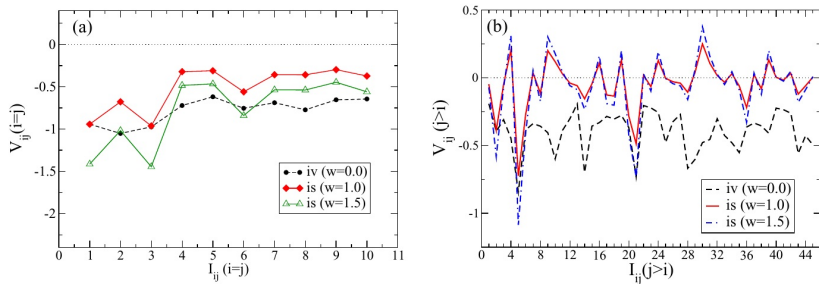 (a)
0
-0.5
-1
-1.5
-2
V_ij (i=j)
iv (w=0.0)
is (w=1.0)
is (w=1.5)
0 1 2 3 4 5 6 7 8 9 10 11
I_ij (i=j)
(b)
0.5
0
-0.5
-1
V_ij (j>i)
iv (w=0.0)
is (w=1.0)
is (w=1.5)
0 4 8 12 16 20 24 28 32 36 40 44
I_ij(j>i)